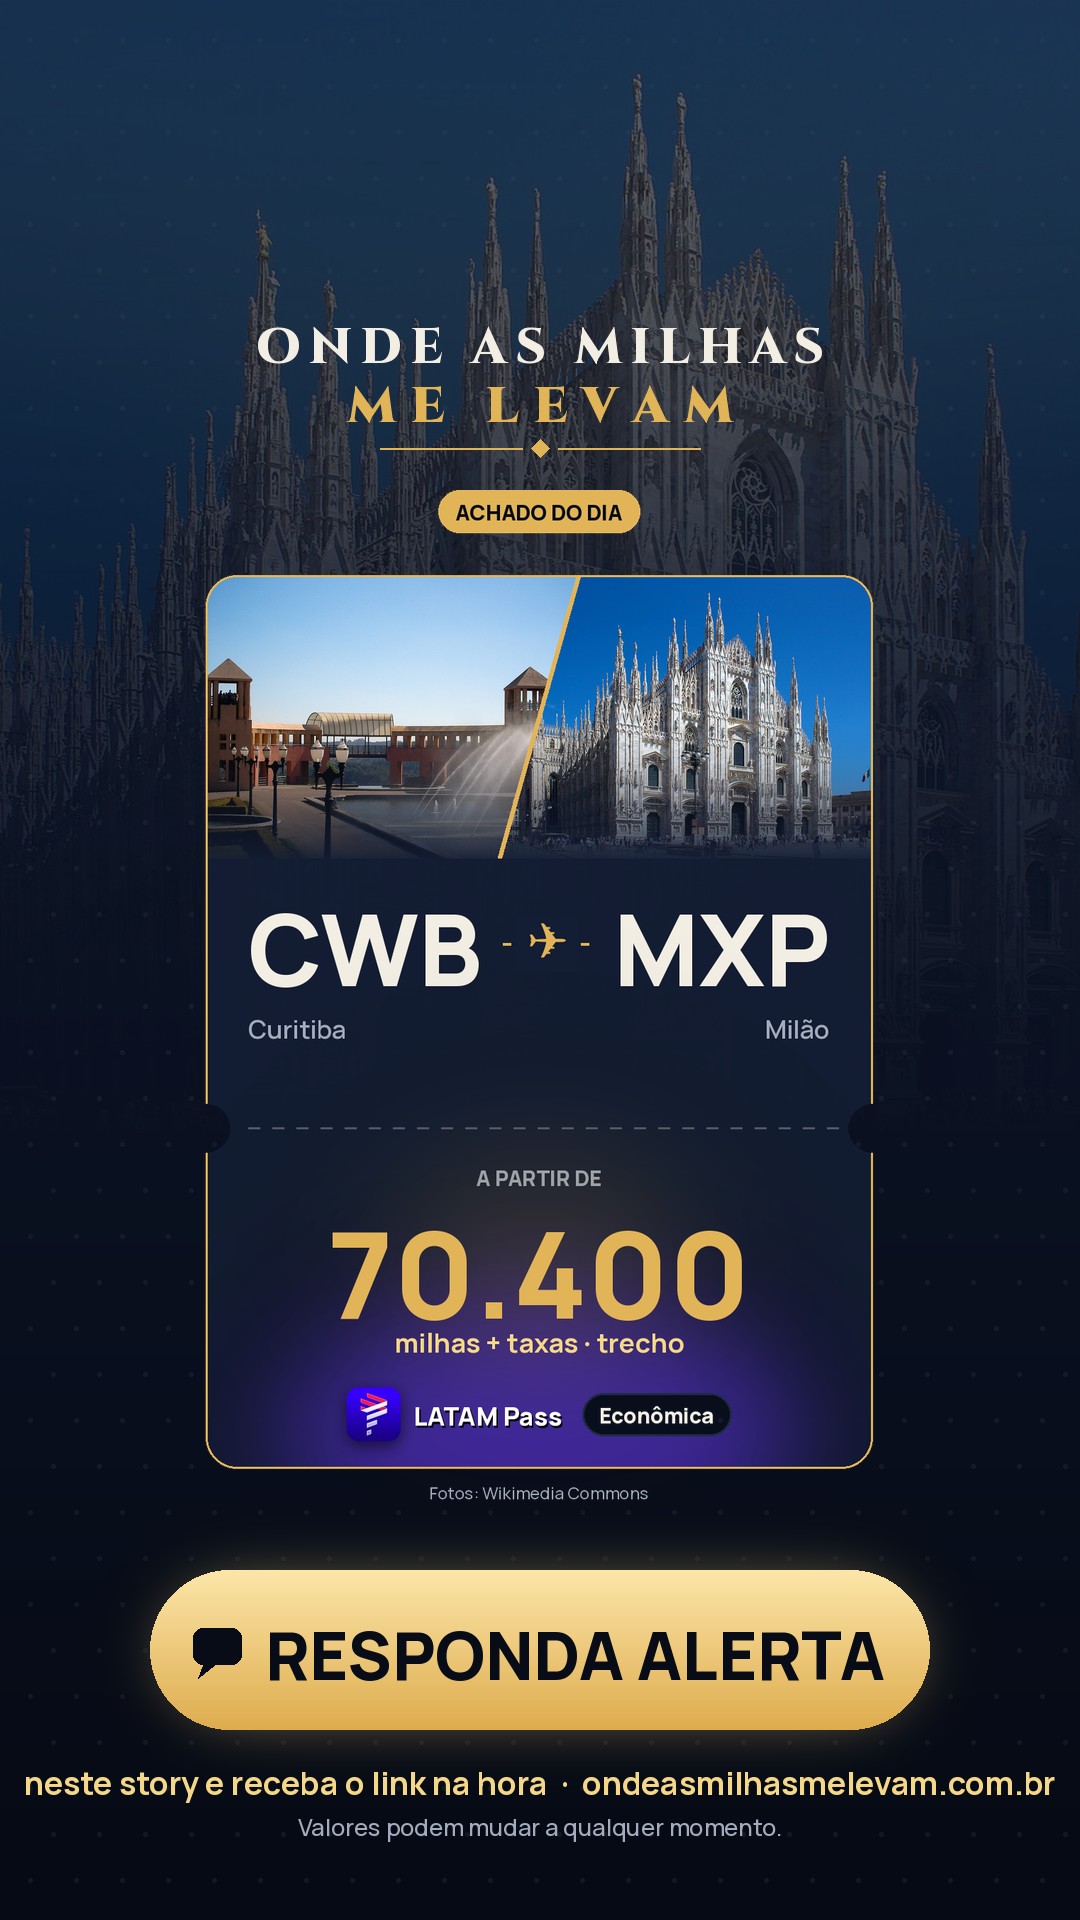 ONDE AS MILHAS
ME LEVAM
ACHADO DO DIA
CWB ✈ MXP
Curitiba Milão
A PARTIR DE
70.400
milhas + taxas · trecho
LATAM Pass Econômica
Fotos: Wikimedia Commons
RESPONDA ALERTA
neste story e receba o link na hora · ondeasmilhasmelevam.com.br
Valores podem mudar a qualquer momento.